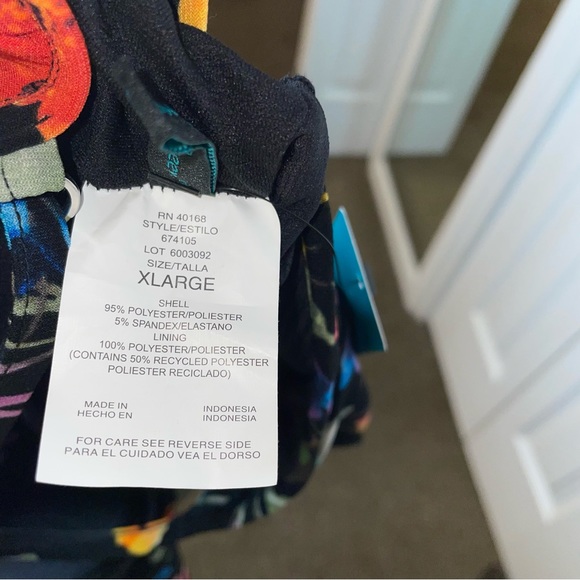 RN 40168
STYLE/ESTILO
674105
LOT 6003092
SIZE/TALLA
XLARGE
SHELL
95% POLYESTER/POLIESTER
5% SPANDEX/ELASTANO
LINING
100% POLYESTER/POLIESTER
(CONTAINS 50% RECYCLED POLYESTER
POLIESTER RECICLADO)
MADE IN INDONESIA
HECHO EN INDONESIA
FOR CARE SEE REVERSE SIDE
PARA EL CUIDADO VEA EL DORSO